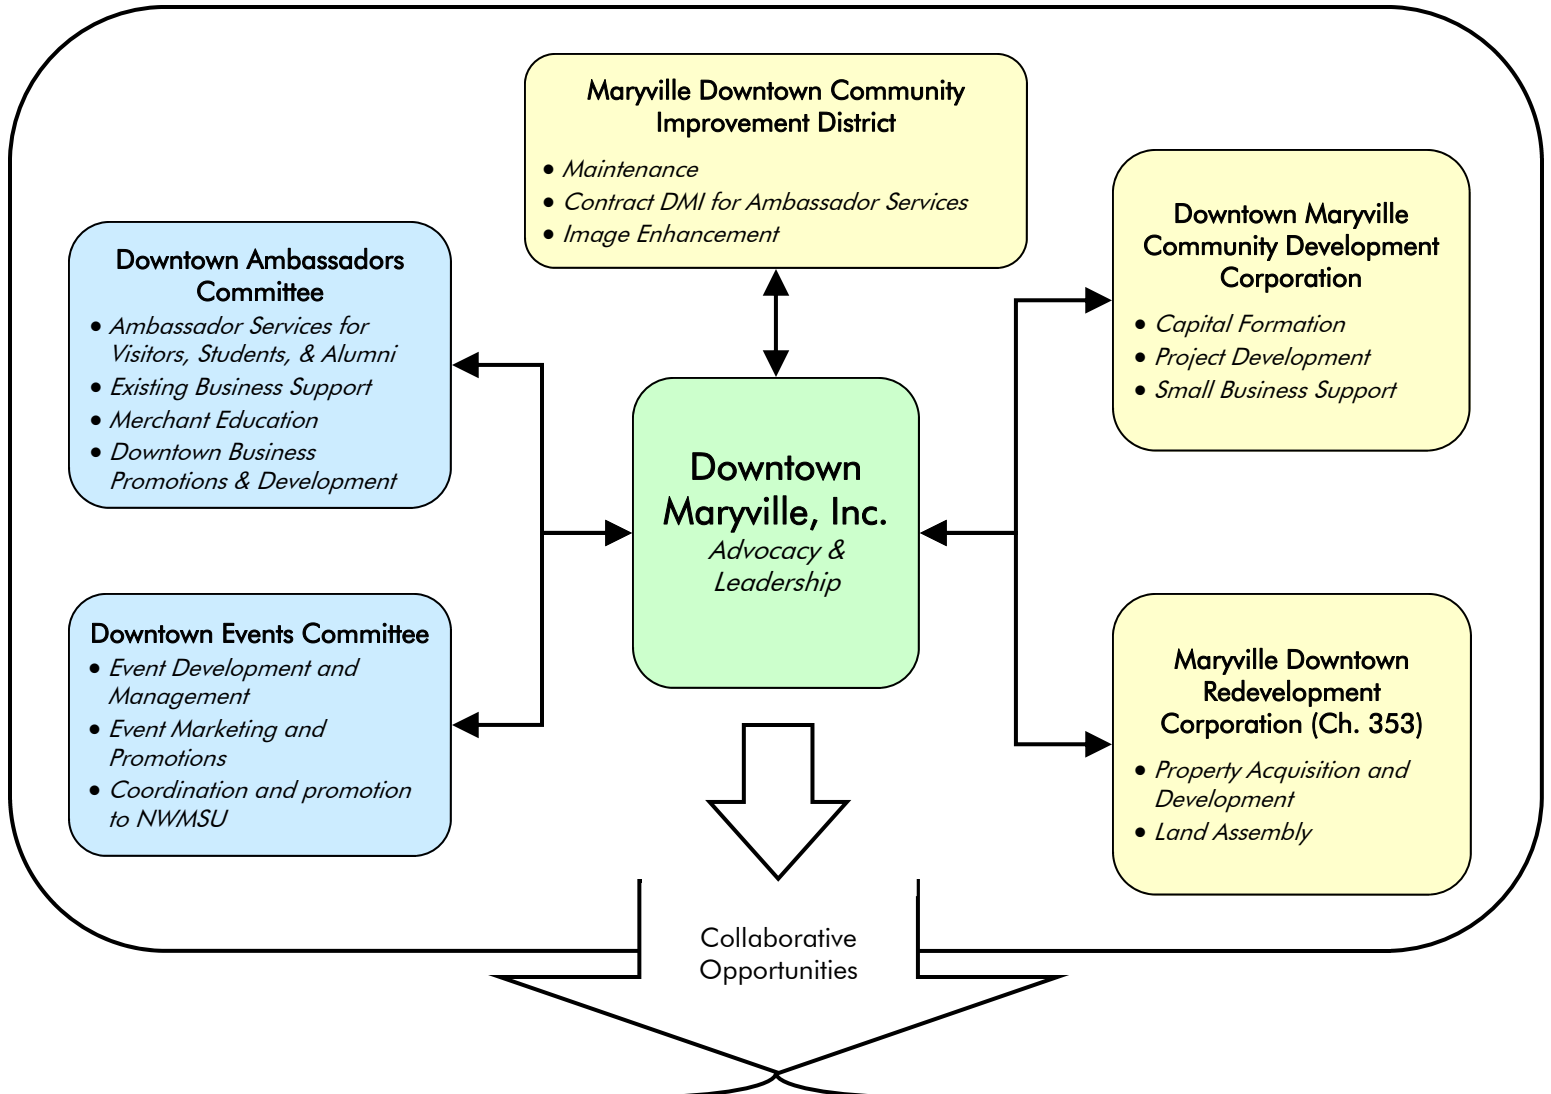 Maryville Downtown Community
Improvement District
• Maintenance
• Contract DMI for Ambassador Services
• Image Enhancement
Downtown Ambassadors
Committee
• Ambassador Services for
Visitors, Students, & Alumni
• Existing Business Support
• Merchant Education
• Downtown Business
Promotions & Development
Downtown Maryville
Community Development
Corporation
• Capital Formation
• Project Development
• Small Business Support
Downtown
Maryville, Inc.
Advocacy &
Leadership
Downtown Events Committee
• Event Development and
Management
• Event Marketing and
Promotions
• Coordination and promotion
to NWMSU
Maryville Downtown
Redevelopment
Corporation (Ch. 353)
• Property Acquisition and
Development
• Land Assembly
Collaborative
Opportunities